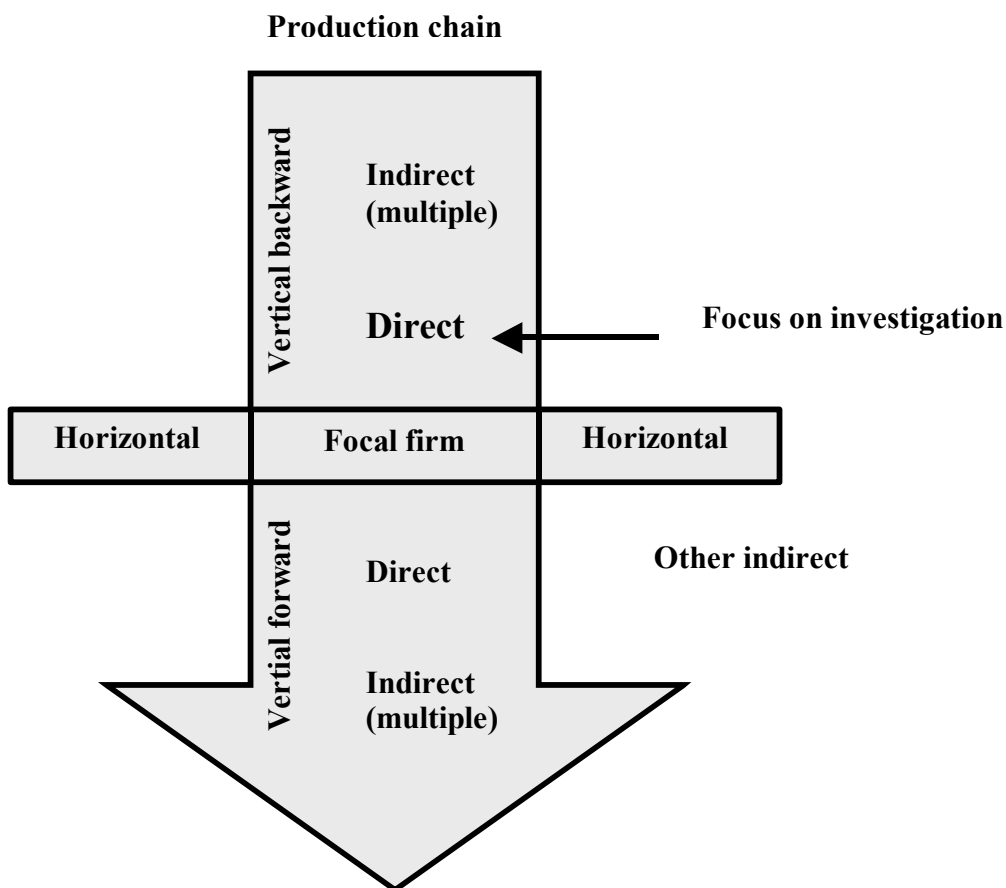 Production chain
Vertical backward
Indirect
(multiple)
Direct
Focus on investigation
Horizontal
Focal firm
Horizontal
Vertial forward
Direct
Other indirect
Indirect
(multiple)